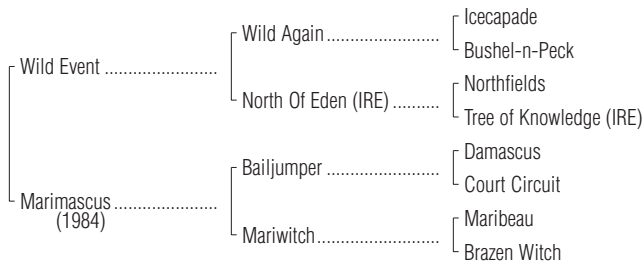 Icecapade
Wild Again
Bushel-n-Peck
Wild Event
Northfields
North Of Eden (IRE)
Tree of Knowledge (IRE)
Damascus
Bailjumper
Court Circuit
Marimascus
(1984)
Maribeau
Mariwitch
Brazen Witch